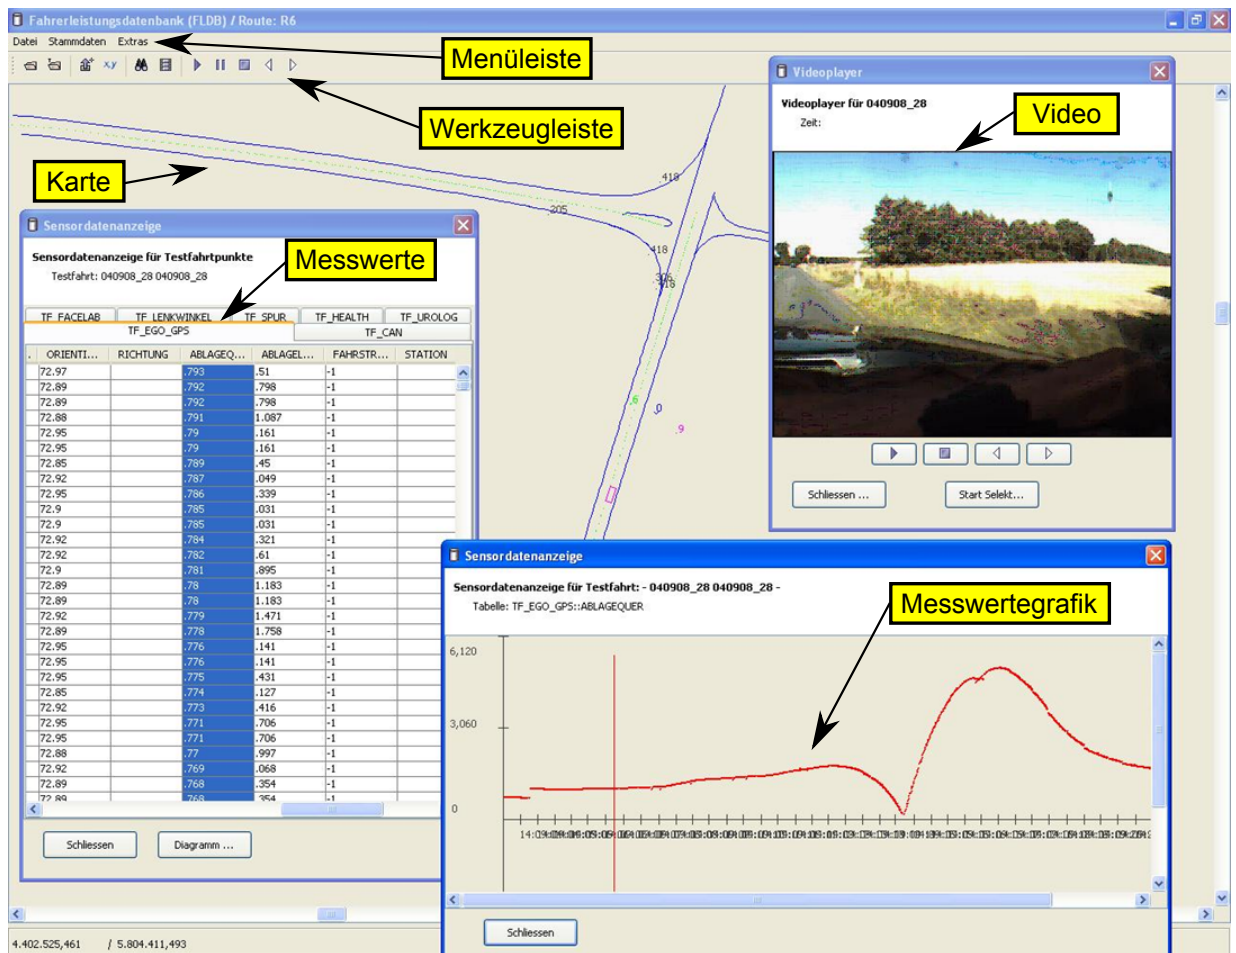 Fahrerleistungsdatenbank (FLDB) / Route: R6
Datei Stammdaten Extras
Menüleiste
x,y
Werkzeugleiste
Karte
418
.205
418
.6
.0
.9
Videoplayer
Videoplayer für 040908_28
Zeit:
Video
Schliessen ...
Start Selekt...
Sensordatenanzeige
Sensordatenanzeige für Testfahrtpunkte
Testfahrt: 040908_28 040908_28
Messwerte
TF_FACELAB TF_LENKWINKEL TF_SPUR TF_HEALTH TF_UROLOG
TF_EGO_GPS TF_CAN
. ORIENTI... RICHTUNG ABLAGEQ... ABLAGEL... FAHRSTR... STATION
72.97 .793 .51 -1
72.89 .792 .798 -1
72.89 .792 .798 -1
72.88 .791 1.087 -1
72.95 .79 .161 -1
72.95 .79 .161 -1
72.85 .789 .45 -1
72.92 .787 .049 -1
72.95 .786 .339 -1
72.9 .785 .031 -1
72.9 .785 .031 -1
72.92 .784 .321 -1
72.92 .782 .61 -1
72.9 .781 .895 -1
72.89 .78 1.183 -1
72.89 .78 1.183 -1
72.92 .779 1.471 -1
72.89 .778 1.758 -1
72.95 .776 .141 -1
72.95 .776 .141 -1
72.95 .775 .431 -1
72.85 .774 .127 -1
72.92 .773 .416 -1
72.95 .771 .706 -1
72.95 .771 .706 -1
72.88 .77 .997 -1
72.92 .769 .068 -1
72.89 .768 .354 -1
72.89 .768 .354 -1
Schliessen
Diagramm ...
Sensordatenanzeige
Sensordatenanzeige für Testfahrt: - 040908_28 040908_28 -
Tabelle: TF_EGO_GPS::ABLAGEQUER
Messwertegrafik
6,120
3,060
0
Schliessen
4.402.525,461 / 5.804.411,493